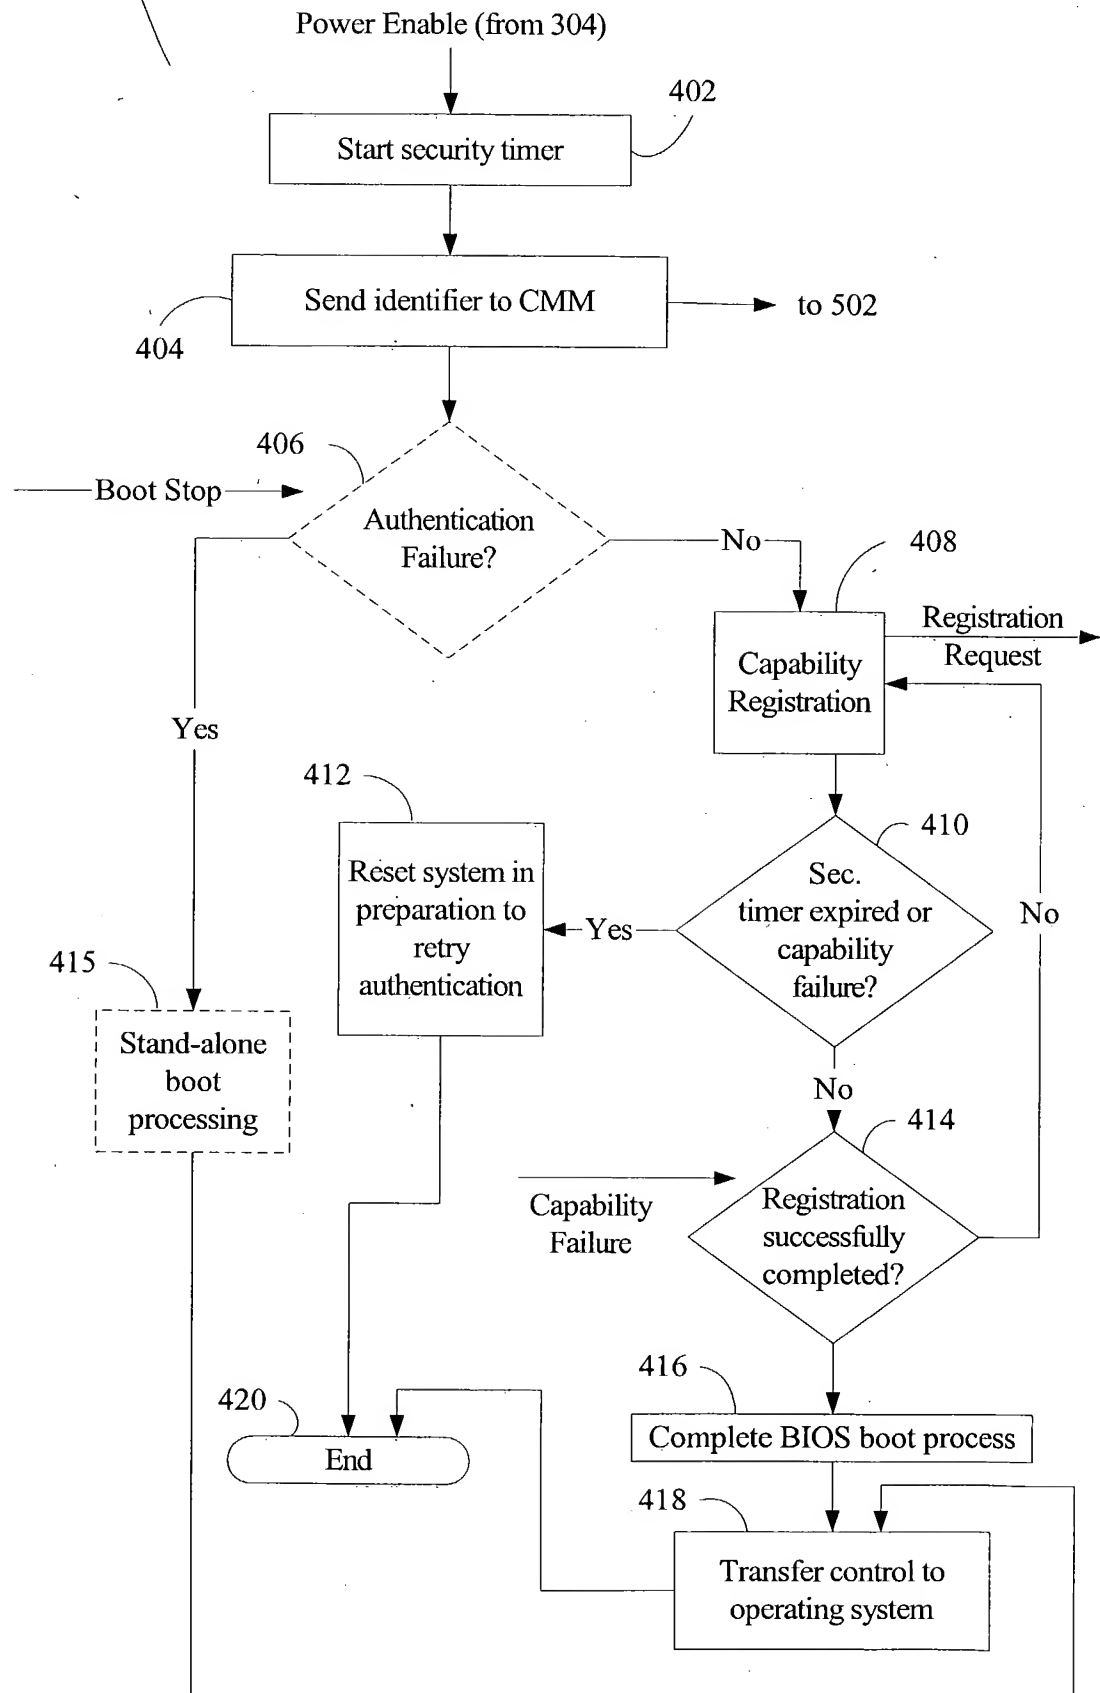 Power Enable (from 304)
402
Start security timer
Send identifier to CMM
to 502
404
406
Boot Stop
Authentication
Failure?
No
408
Registration
Request
Capability
Registration
Yes
412
410
Reset system in
preparation to
retry
authentication
Yes
Sec.
timer expired or
capability
failure?
No
415
Stand-alone
boot
processing
No
414
Capability
Failure
Registration
successfully
completed?
416
420
End
Complete BIOS boot process
418
Transfer control to
operating system